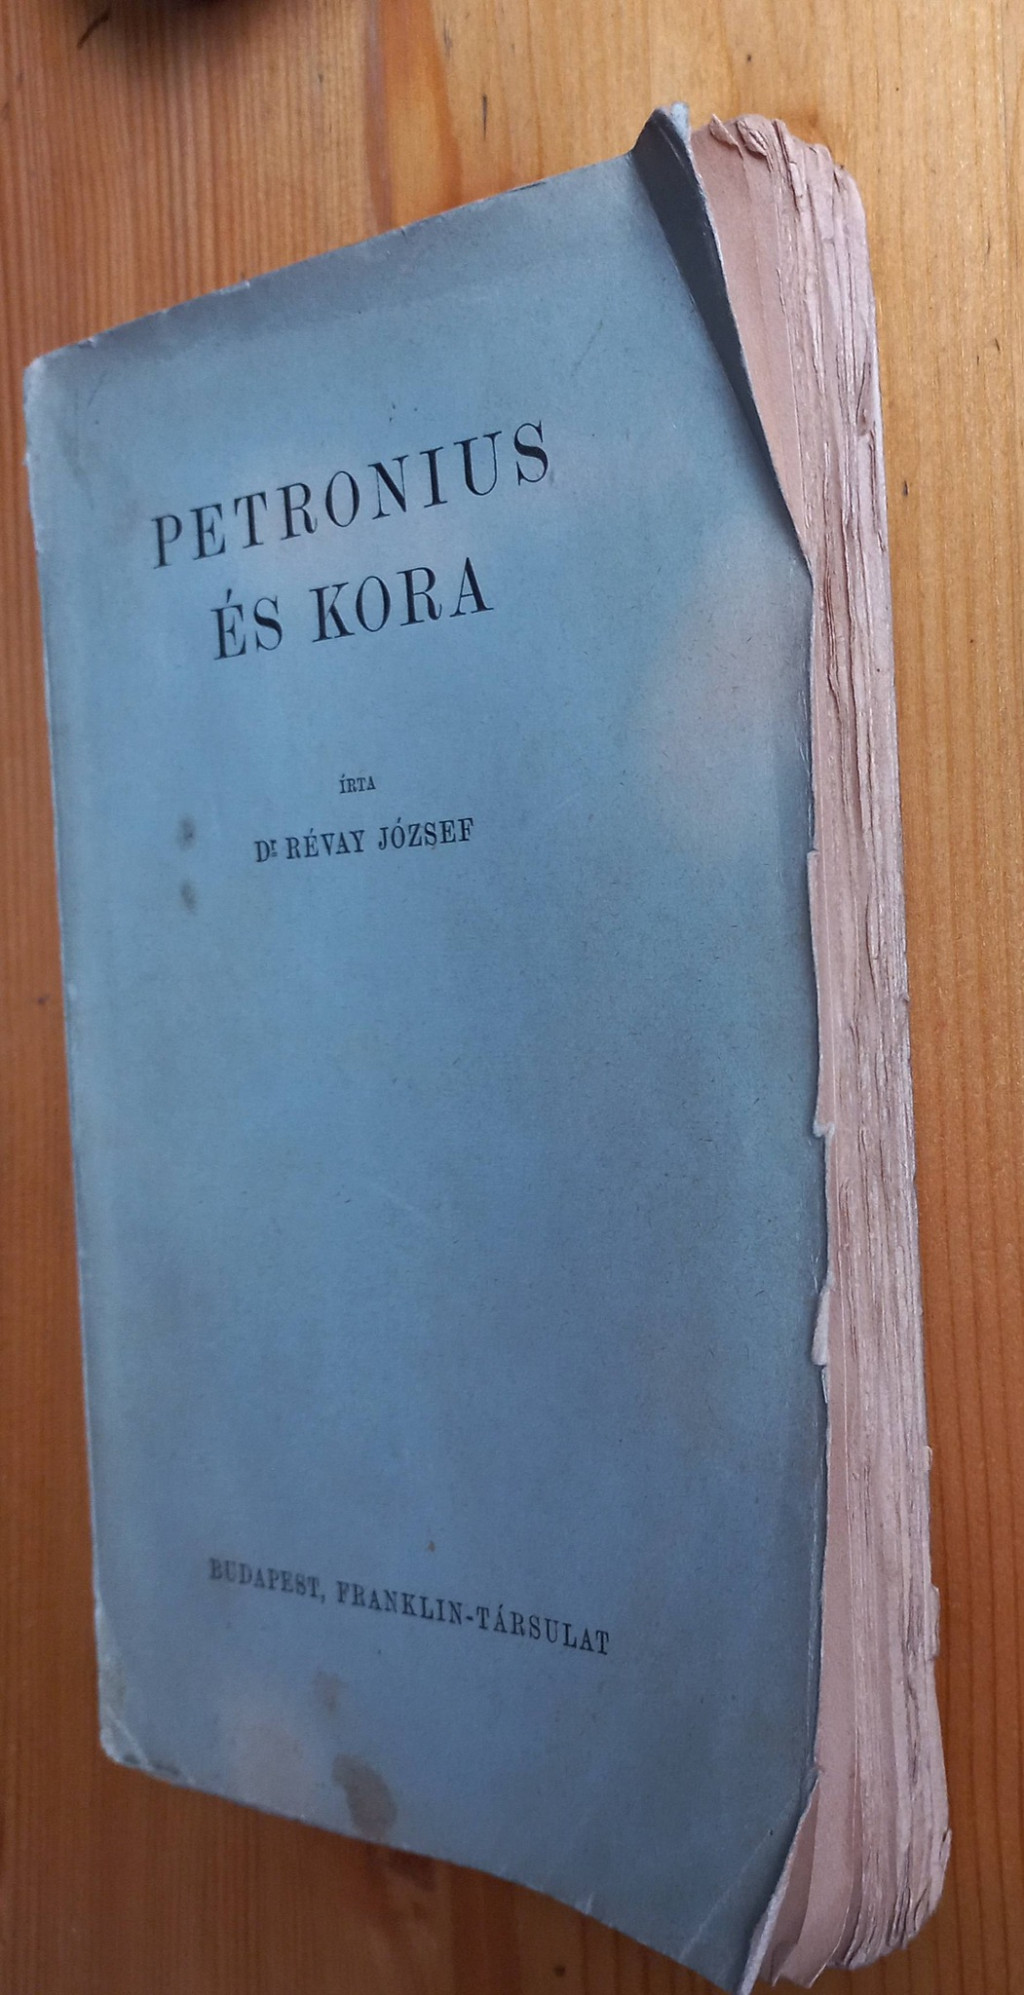 PETRONIUS
ÉS KORA
ÍRTA
Dr RÉVAY JÓZSEF
BUDAPEST, FRANKLIN-TÁRSULAT